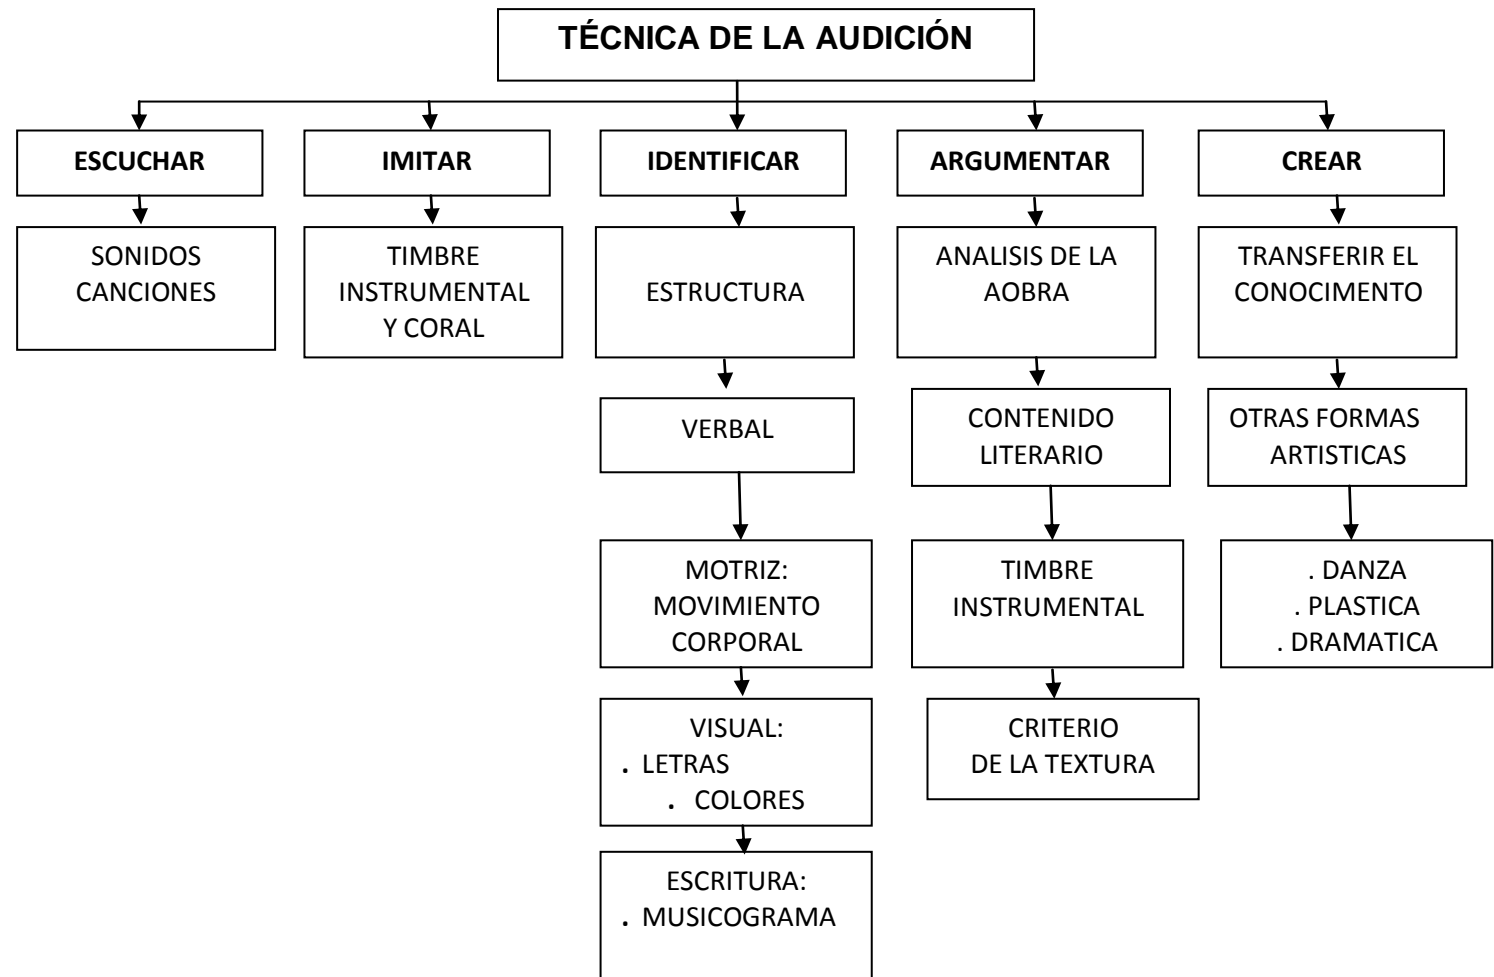 TÉCNICA DE LA AUDICIÓN
ESCUCHAR
IMITAR
IDENTIFICAR
ARGUMENTAR
CREAR
SONIDOS
CANCIONES
TIMBRE
INSTRUMENTAL
Y CORAL
ESTRUCTURA
ANALISIS DE LA
AOBRA
TRANSFERIR EL
CONOCIMENTO
VERBAL
CONTENIDO
LITERARIO
OTRAS FORMAS
ARTISTICAS
MOTRIZ:
MOVIMIENTO
CORPORAL
TIMBRE
INSTRUMENTAL
. DANZA
. PLASTICA
. DRAMATICA
VISUAL:
. LETRAS
. COLORES
CRITERIO
DE LA TEXTURA
ESCRITURA:
. MUSICOGRAMA